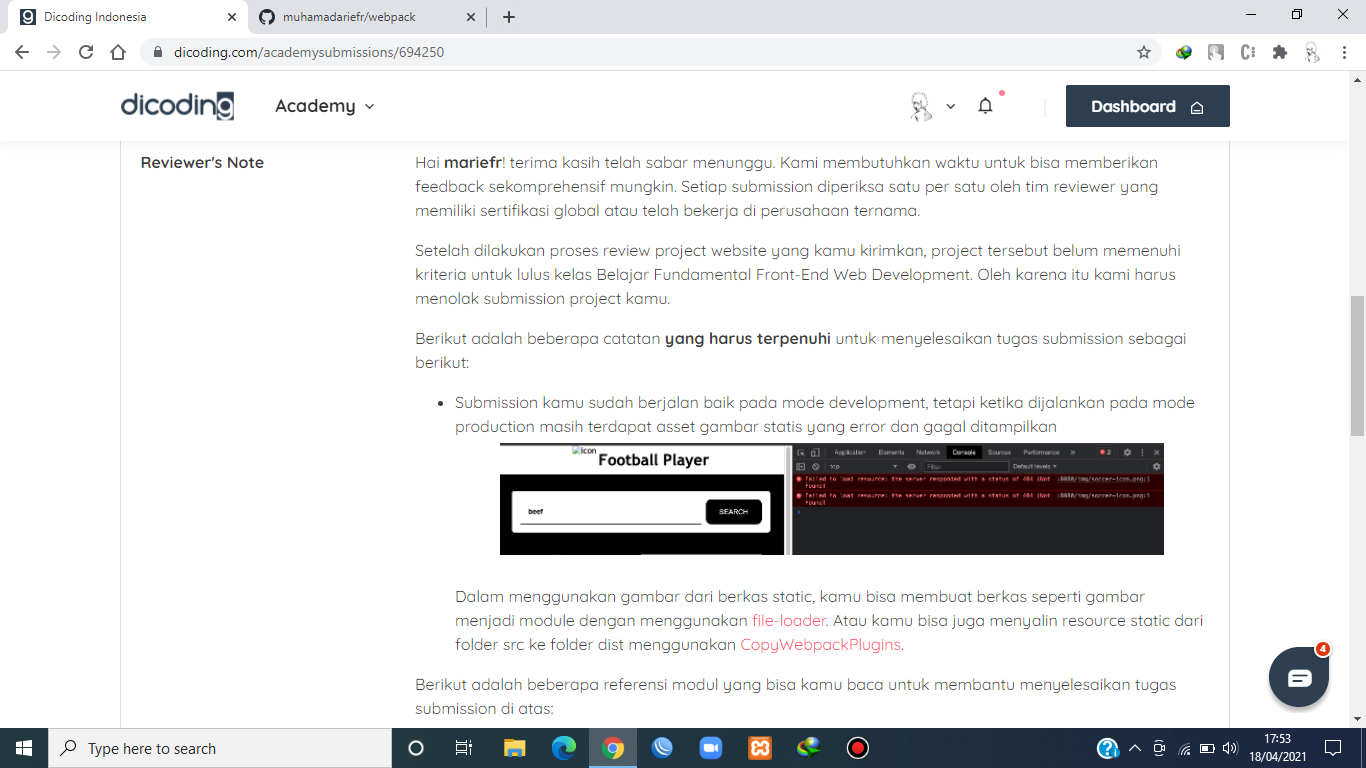 Dicoding Indonesia
muhamadariefr/webpack
dicoding.com/academysubmissions/694250
dicoding
Academy
Dashboard
Reviewer's Note
Hai mariefr! terima kasih telah sabar menunggu. Kami membutuhkan waktu untuk bisa memberikan
feedback sekomprehensif mungkin. Setiap submission diperiksa satu per satu oleh tim reviewer yang
memiliki sertifikasi global atau telah bekerja di perusahaan ternama.
Setelah dilakukan proses review project website yang kamu kirimkan, project tersebut belum memenuhi
kriteria untuk lulus kelas Belajar Fundamental Front-End Web Development. Oleh karena itu kami harus
menolak submission project kamu.
Berikut adalah beberapa catatan yang harus terpenuhi untuk menyelesaikan tugas submission sebagai
berikut:
Submission kamu sudah berjalan baik pada mode development, tetapi ketika dijalankan pada mode
production masih terdapat asset gambar statis yang error dan gagal ditampilkan
icon
Football Player
beef
SEARCH
Application Elements Network Console Sources Performance » 2
top Filter Default levels
Failed to load resource: the server responded with a status of 404 (Not :8080/img/soccer-icon.png:1
Found)
Failed to load resource: the server responded with a status of 404 (Not :8080/img/soccer-icon.png:1
Found)
Dalam menggunakan gambar dari berkas static, kamu bisa membuat berkas seperti gambar
menjadi module dengan menggunakan file-loader. Atau kamu bisa juga menyalin resource static dari
folder src ke folder dist menggunakan CopyWebpackPlugins.
4
Berikut adalah beberapa referensi modul yang bisa kamu baca untuk membantu menyelesaikan tugas
submission di atas:
Type here to search
17:53
18/04/2021